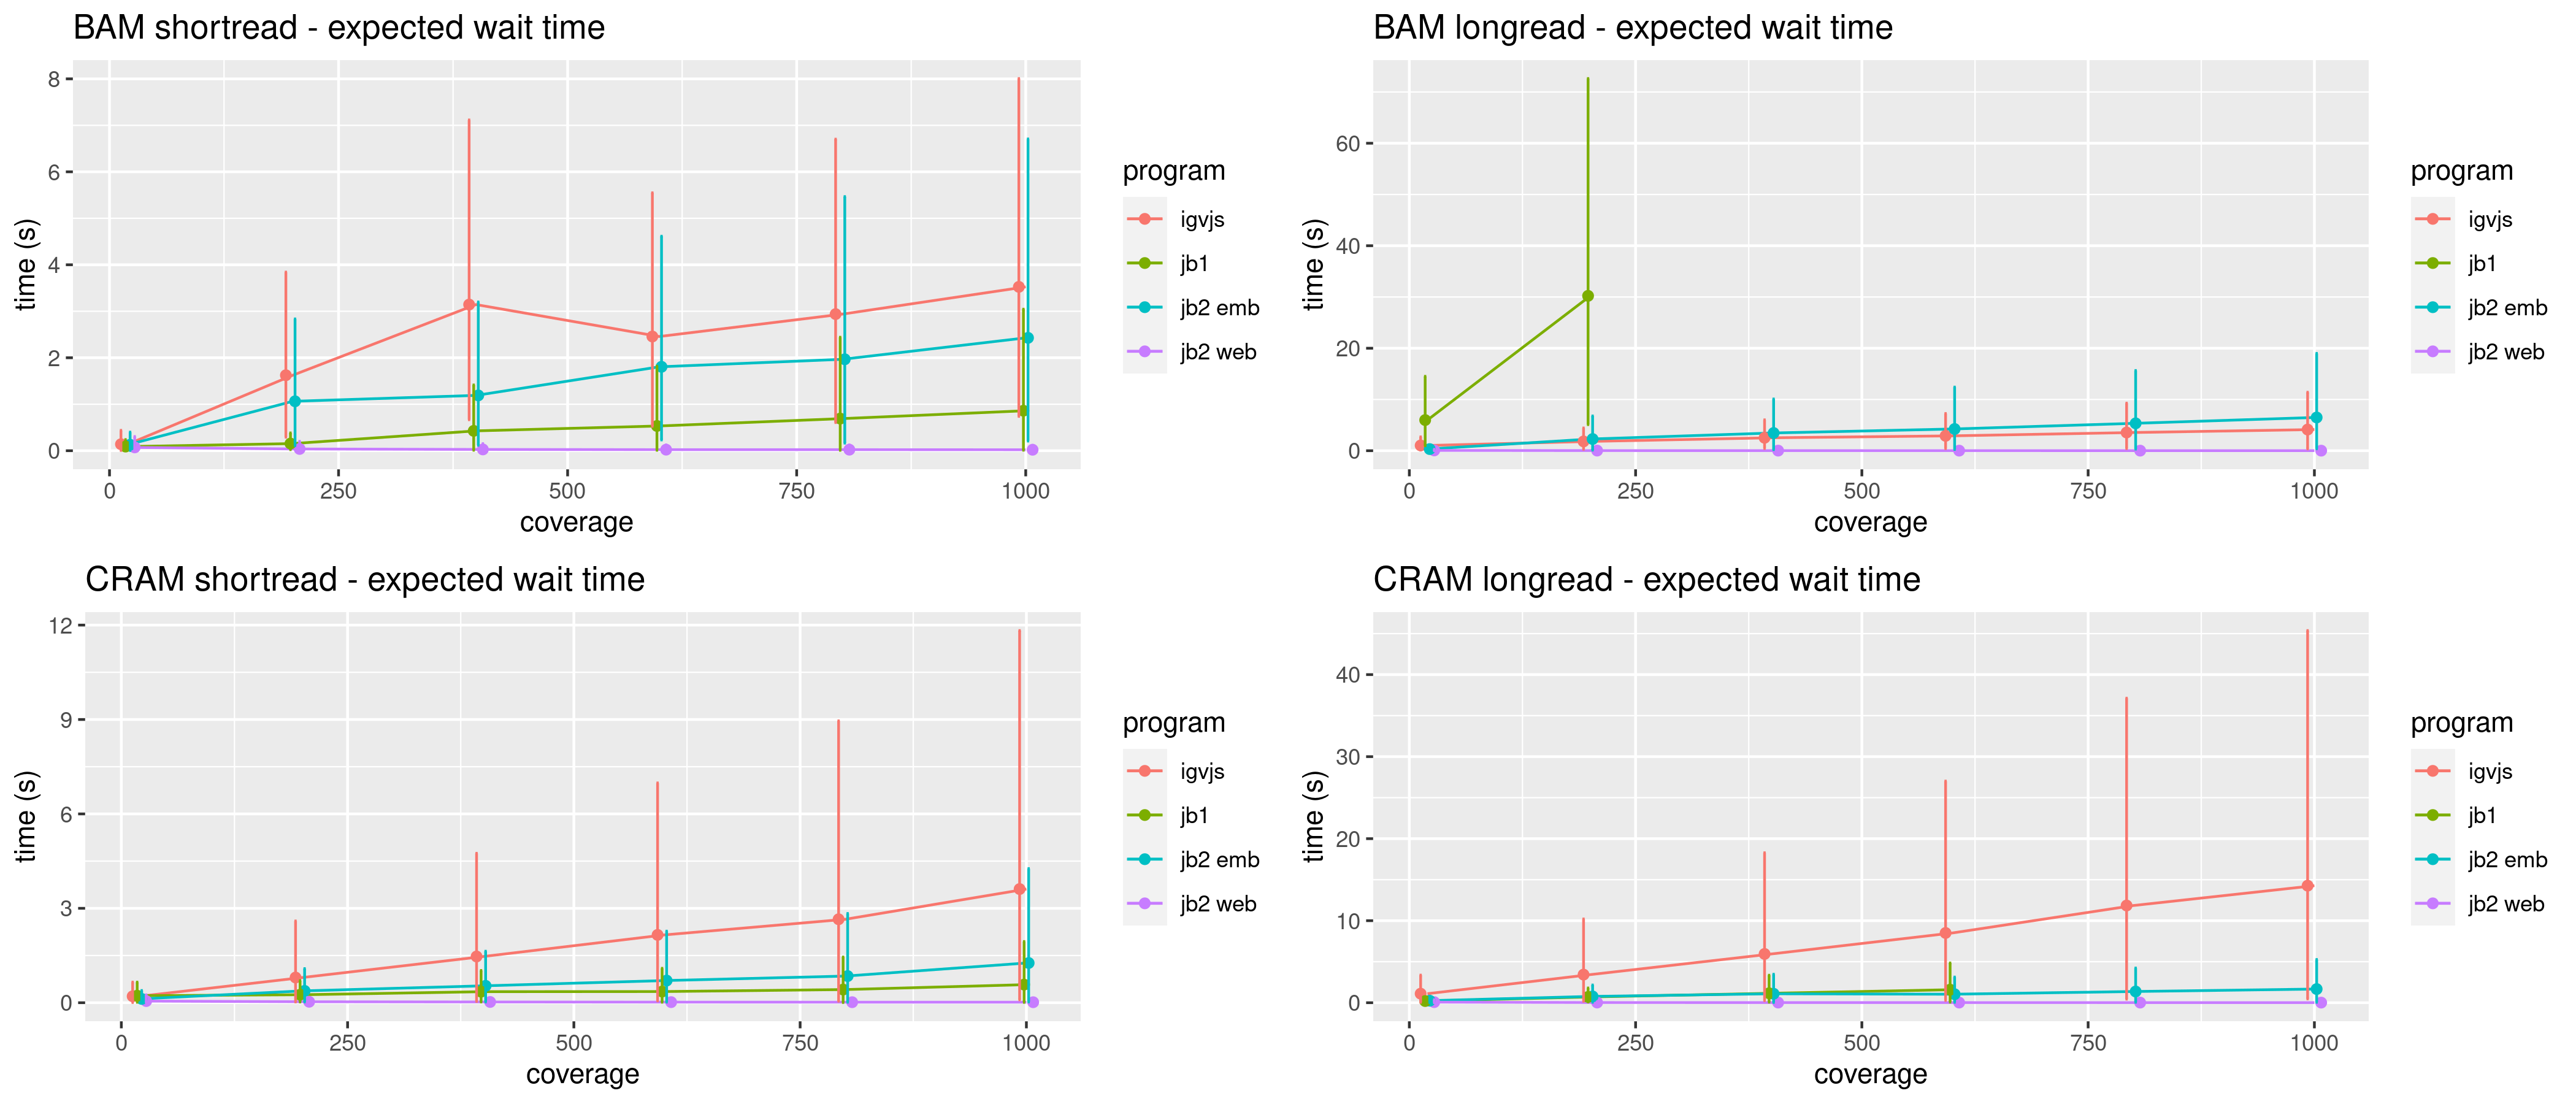 BAM shortread - expected wait time
8
6
4
2
0
time (s)
0 250 500 750 1000
coverage
program
igvjs
jb1
jb2 emb
jb2 web
BAM longread - expected wait time
60
40
20
0
time (s)
0 250 500 750 1000
coverage
program
igvjs
jb1
jb2 emb
jb2 web
CRAM shortread - expected wait time
12
9
6
3
0
time (s)
0 250 500 750 1000
coverage
program
igvjs
jb1
jb2 emb
jb2 web
CRAM longread - expected wait time
40
30
20
10
0
time (s)
0 250 500 750 1000
coverage
program
igvjs
jb1
jb2 emb
jb2 web